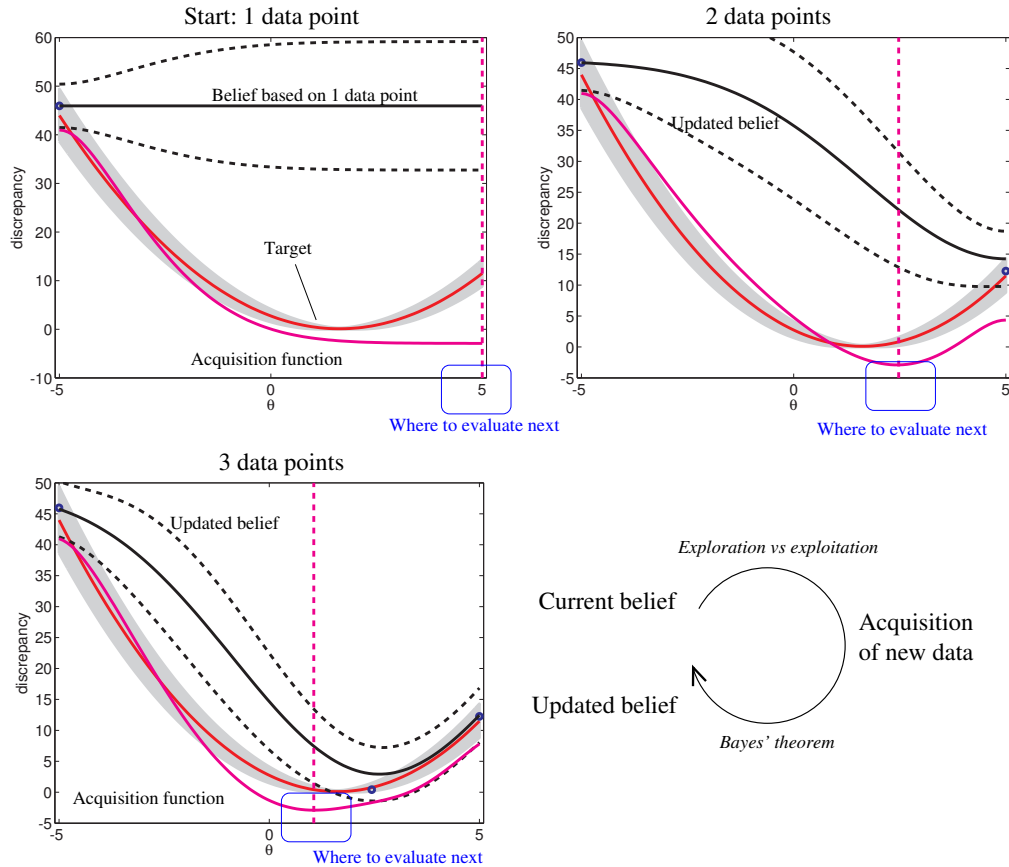 Start: 1 data point
60
50
40
30
20
10
0
-10
discrepancy
Belief based on 1 data point
Target
Acquisition function
-5
0
5
θ
Where to evaluate next
2 data points
50
45
40
35
30
25
20
15
10
5
0
-5
discrepancy
Updated belief
-5
0
5
θ
Where to evaluate next
3 data points
50
45
40
35
30
25
20
15
10
5
0
-5
discrepancy
Updated belief
Acquisition function
-5
0
5
θ
Where to evaluate next
Exploration vs exploitation
Current belief
Acquisition
of new data
Updated belief
Bayes' theorem